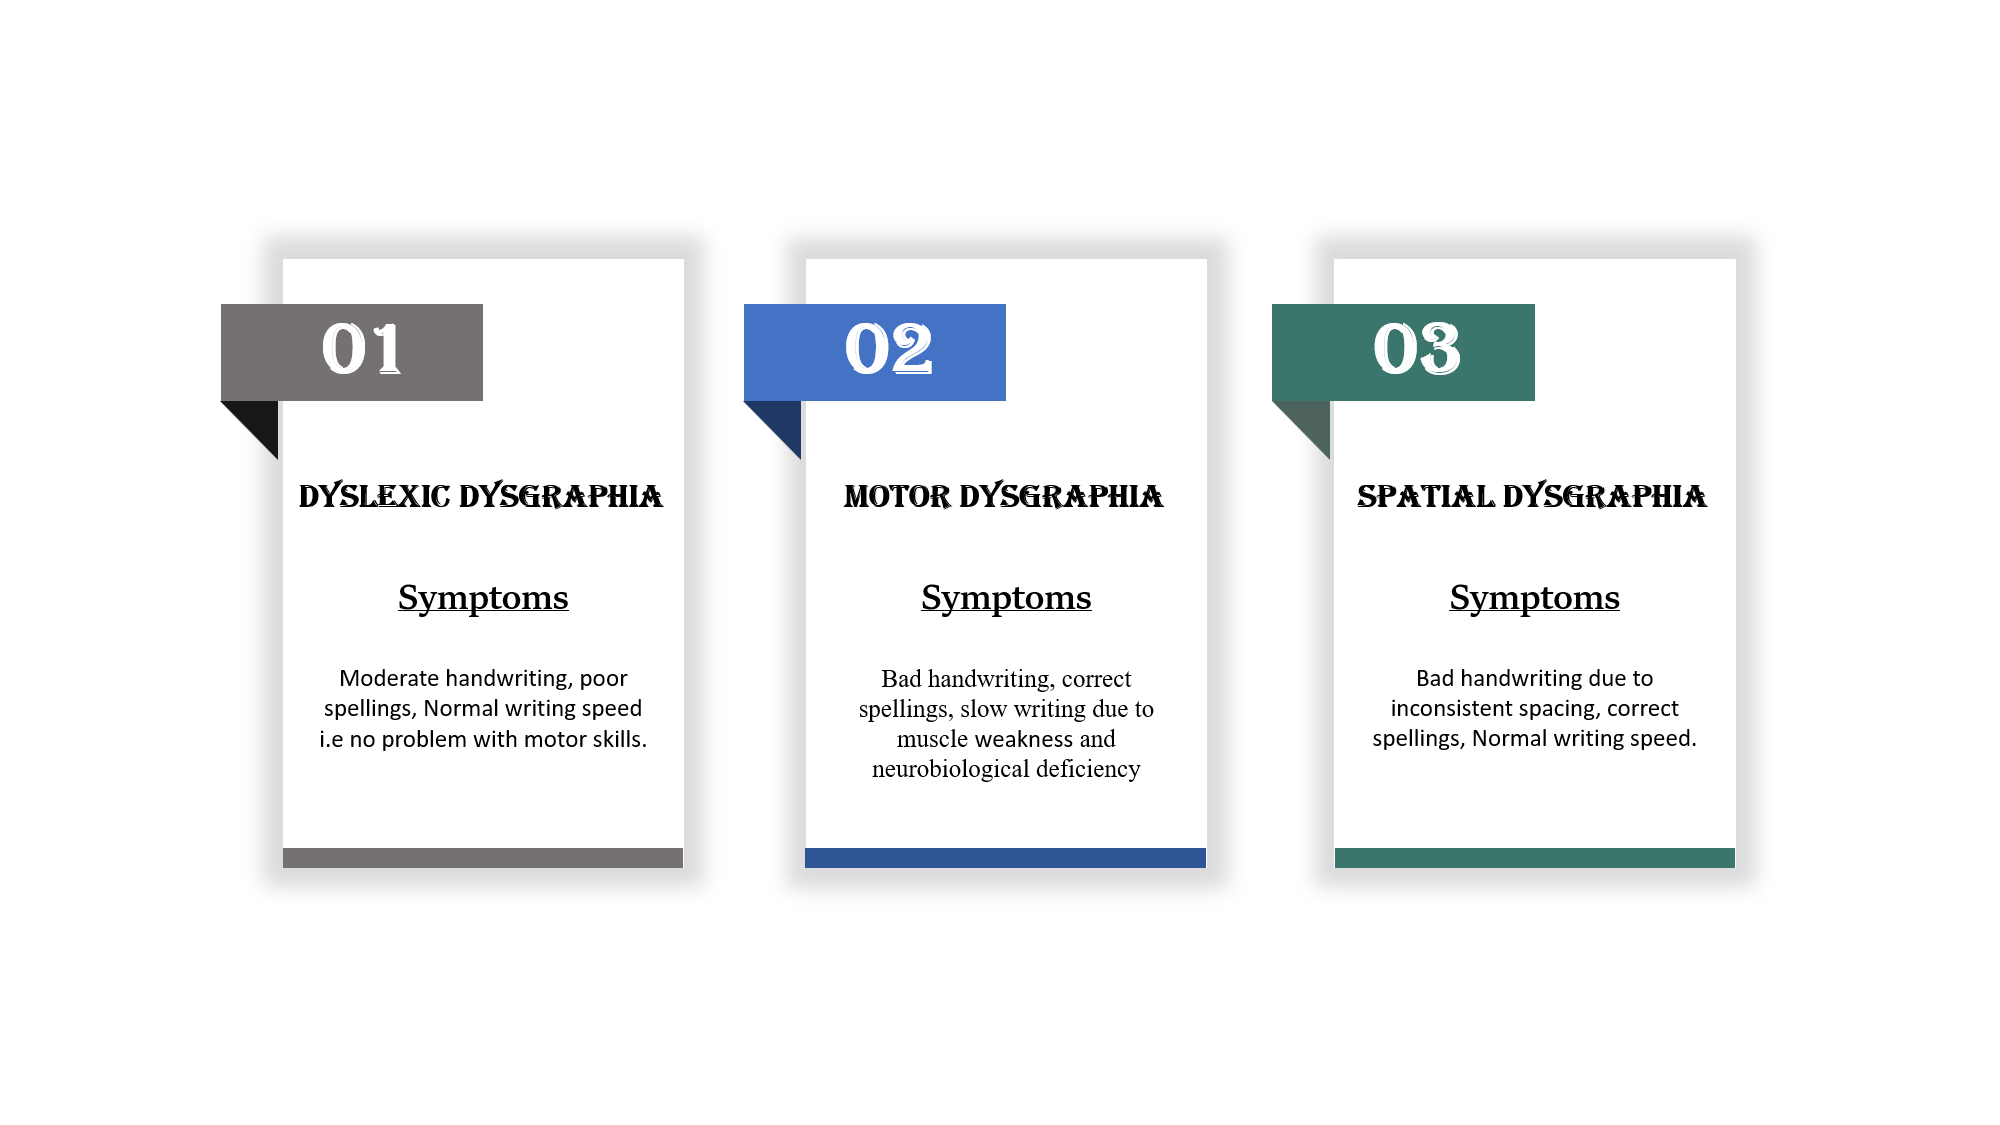 01
DYSLEXIC DYSGRAPHIA
Symptoms
Moderate handwriting, poor
spellings, Normal writing speed
i.e no problem with motor skills.
02
MOTOR DYSGRAPHIA
Symptoms
Bad handwriting, correct
spellings, slow writing due to
muscle weakness and
neurobiological deficiency
03
SPATIAL DYSGRAPHIA
Symptoms
Bad handwriting due to
inconsistent spacing, correct
spellings, Normal writing speed.